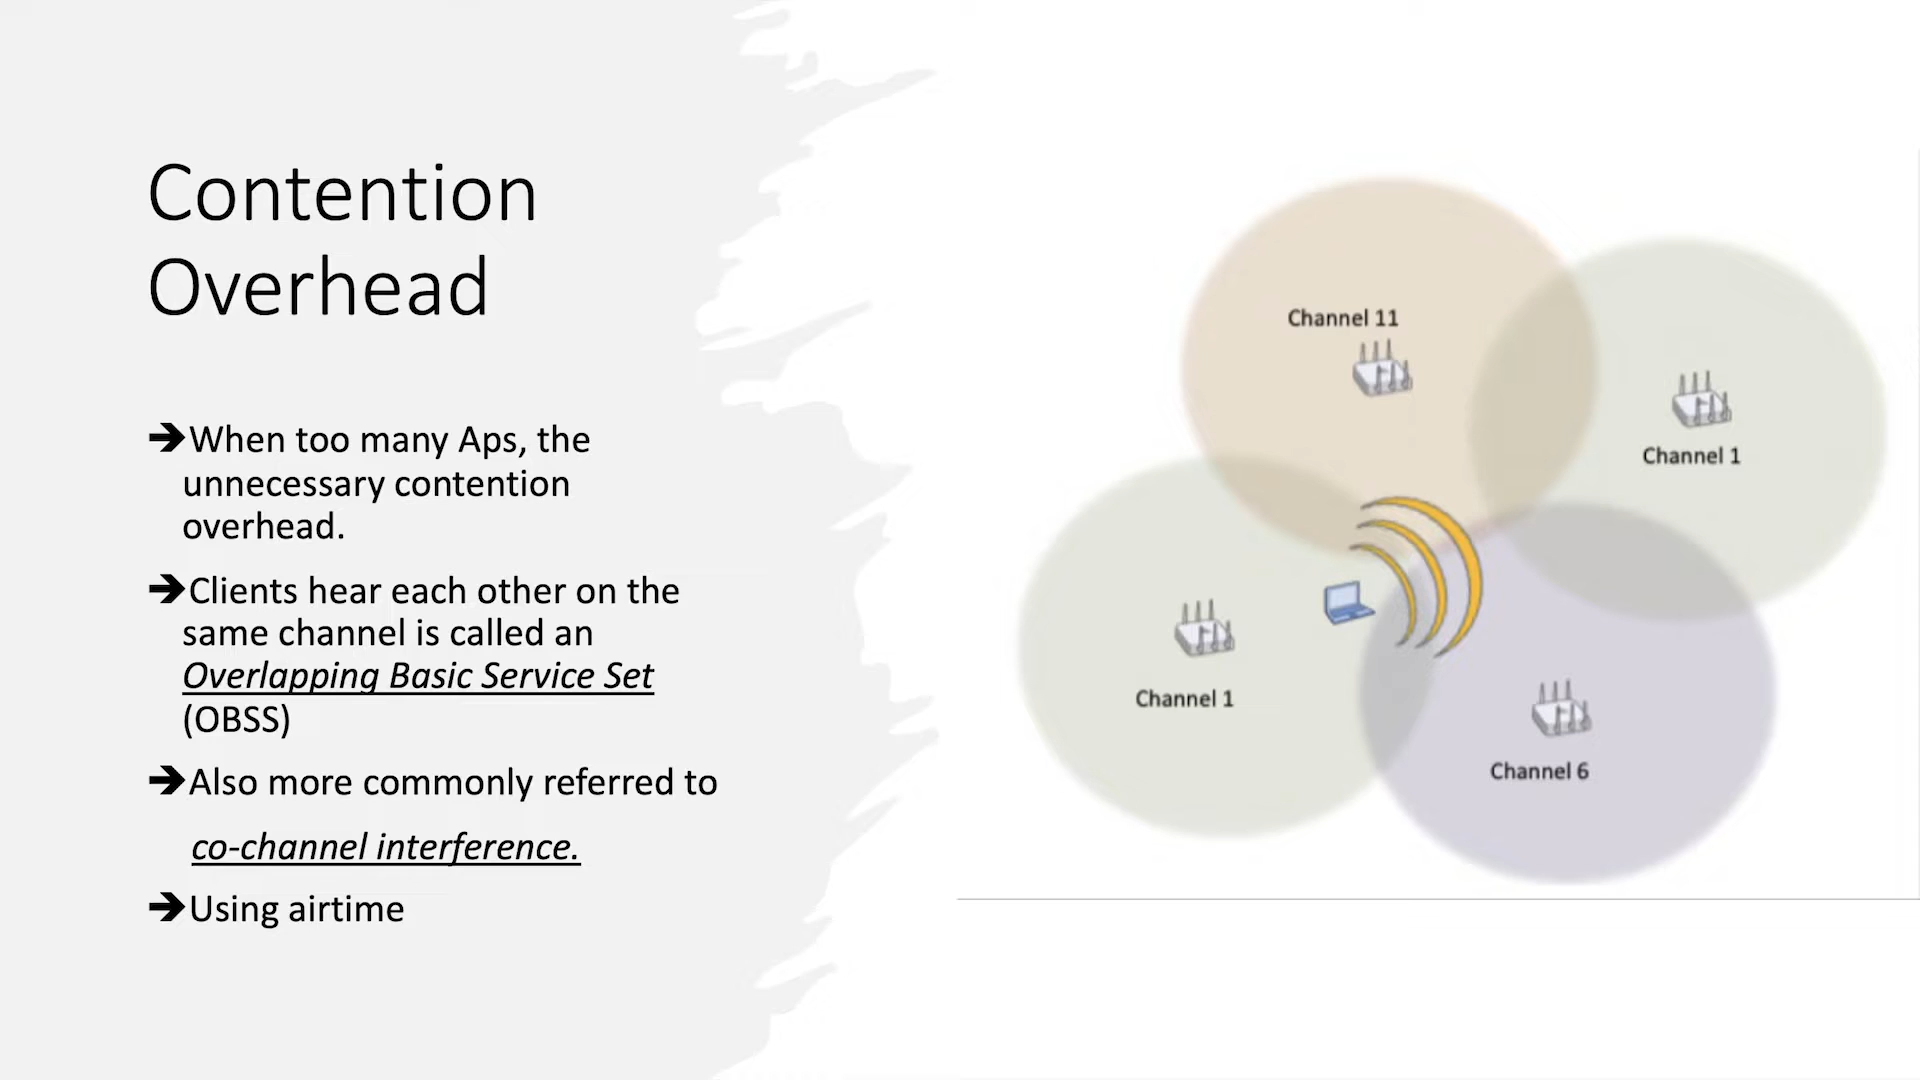 Contention
Overhead
➔When too many Aps, the
unnecessary contention
overhead.
➔Clients hear each other on the
same channel is called an
Overlapping Basic Service Set
(OBSS)
➔Also more commonly referred to
co-channel interference.
➔Using airtime
Channel 11
Channel 1
Channel 1
Channel 6